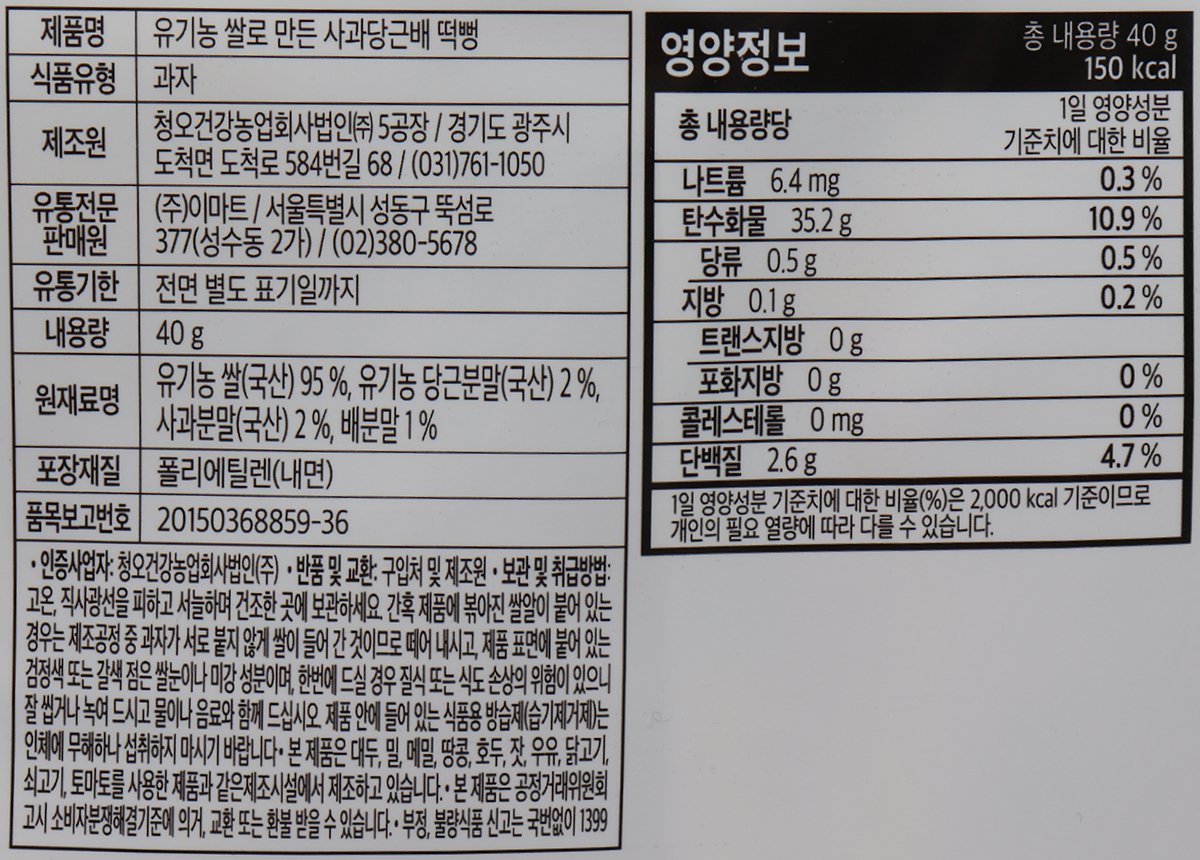 제품명 유기농 쌀로 만든 사과당근배 떡뻥
식품유형 과자
제조원 청오건강농업회사법인㈜ 5공장 / 경기도 광주시
도척면 도척로 584번길 68 / (031)761-1050
유통전문
판매원
(주)이마트 / 서울특별시 성동구 뚝섬로
377(성수동 2가) / (02)380-5678
유통기한 전면 별도 표기일까지
내용량 40 g
원재료명 유기농 쌀(국산) 95 %, 유기농 당근분말(국산) 2 %,
사과분말(국산) 2 %, 배분말 1 %
포장재질 폴리에틸렌(내면)
품목보고번호 20150368859-36
• 인증사업자: 청오건강농업회사법인(주) • 반품 및 교환: 구입처 및 제조원 • 보관 및 취급방법:
고온, 직사광선을 피하고 서늘하며 건조한 곳에 보관하세요. 간혹 제품에 볶아진 쌀알이 붙어 있는
경우는 제조공정 중 과자가 서로 붙지 않게 쌀이 들어 간 것이므로 떼어 내시고, 제품 표면에 붙어 있는
검정색 또는 갈색 점은 쌀눈이나 미강 성분이며, 한번에 드실 경우 질식 또는 식도 손상의 위험이 있으니
잘 씹거나 녹여 드시고 물이나 음료와 함께 드십시오. 제품 안에 들어 있는 식품용 방습제(습기제거제)는
인체에 무해하나 섭취하지 마시기 바랍니다• 본 제품은 대두, 밀, 메밀, 땅콩, 호두, 잣, 우유, 닭고기,
쇠고기, 토마토를 사용한 제품과 같은제조시설에서 제조하고 있습니다.• 본 제품은 공정거래위원회
고시 소비자분쟁해결기준에 의거, 교환 또는 환불 받을 수 있습니다.• 부정, 불량식품 신고는 국번없이 1399
영양정보
총 내용량 40 g
150 kcal
총 내용량당
1일 영양성분
기준치에 대한 비율
나트륨 6.4 mg 0.3 %
탄수화물 35.2 g 10.9 %
당류 0.5 g 0.5 %
지방 0.1 g 0.2 %
트랜스지방 0 g
포화지방 0 g 0 %
콜레스테롤 0 mg 0 %
단백질 2.6 g 4.7 %
1일 영양성분 기준치에 대한 비율(%)은 2,000 kcal 기준이므로
개인의 필요 열량에 따라 다를 수 있습니다.